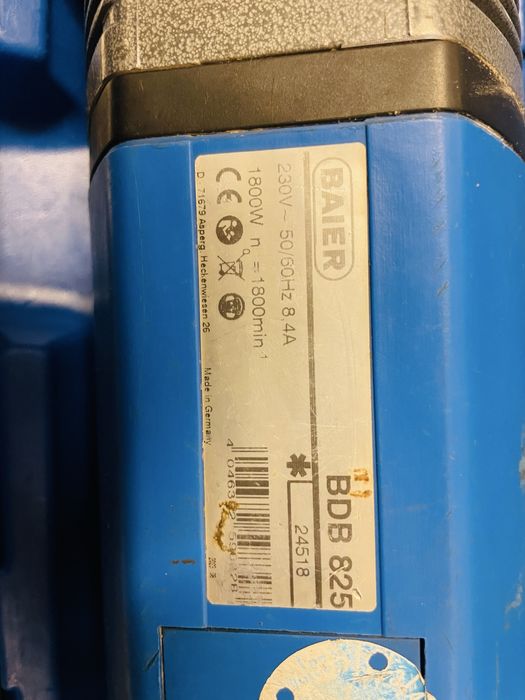 BAIER
BDB 825
24518
230V~ 50/60Hz 8,4A
1800W n₀ = 1800min⁻¹
CE
D - 71679 Asperg, Heckenwiesen 26
Made in Germany